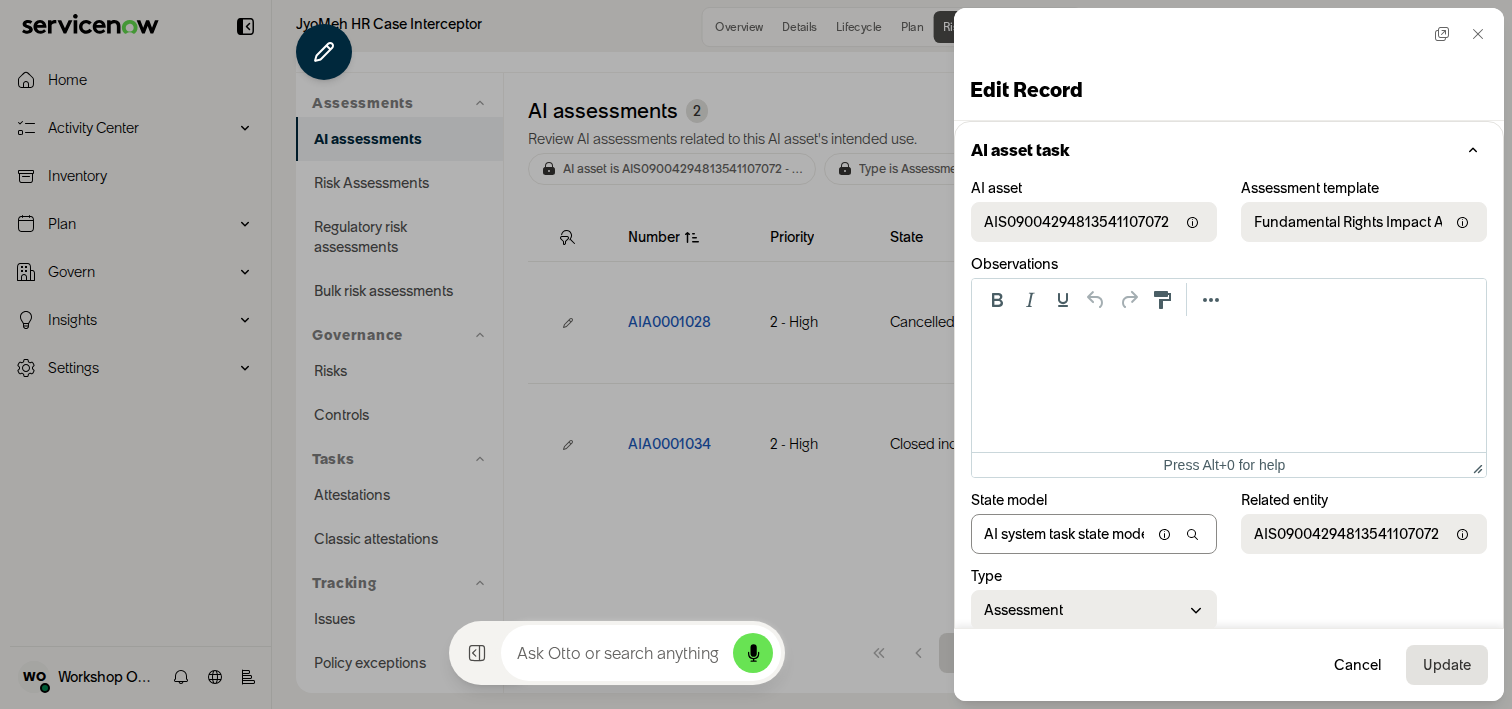 servicenow
Home
Activity Center
Inventory
Plan
Govern
Insights
Settings
WO
Workshop O...
JyoMeh HR Case Interceptor
Overview
Details
Lifecycle
Plan
Assessments
AI assessments
Risk Assessments
Regulatory risk
assessments
Bulk risk assessments
Governance
Risks
Controls
Tasks
Attestations
Classic attestations
Tracking
Issues
Policy exceptions
AI assessments 2
Review AI assessments related to this AI asset's intended use.
AI asset is AIS09004294813541107072 - ...
Type is Assessme
Number
Priority
State
AIA0001028
2 - High
Cancelled
AIA0001034
2 - High
Closed inc
Ask Otto or search anything
Edit Record
AI asset task
AI asset
Assessment template
AIS09004294813541107072
Fundamental Rights Impact A
Observations
B I U
Press Alt+0 for help
State model
Related entity
AI system task state mode
AIS09004294813541107072
Type
Assessment
Cancel
Update